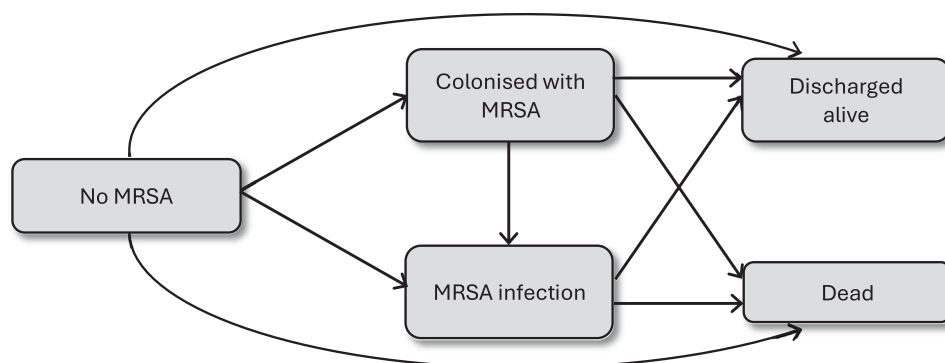 Colonised with
MRSA
Discharged
alive
No MRSA
MRSA infection
Dead